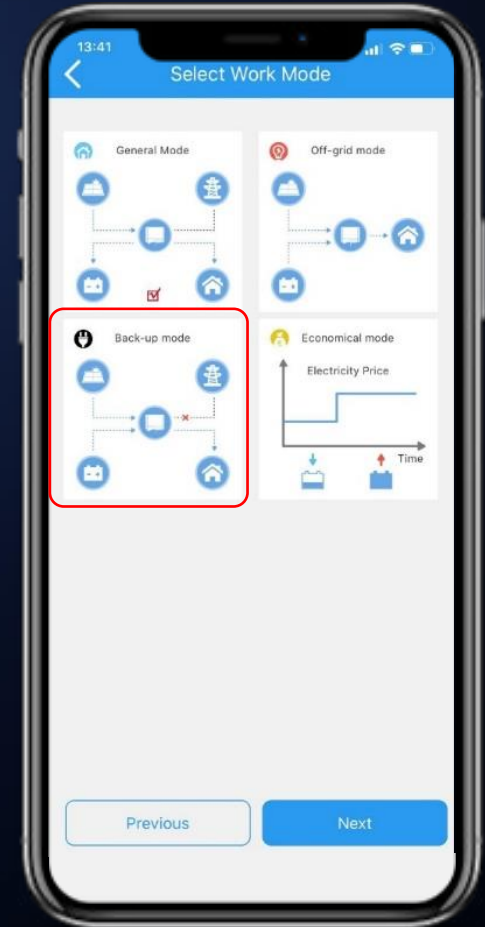 13:41
Select Work Mode
General Mode
Off-grid mode
Back-up mode
Economical mode
Electricity Price
Time
Previous
Next